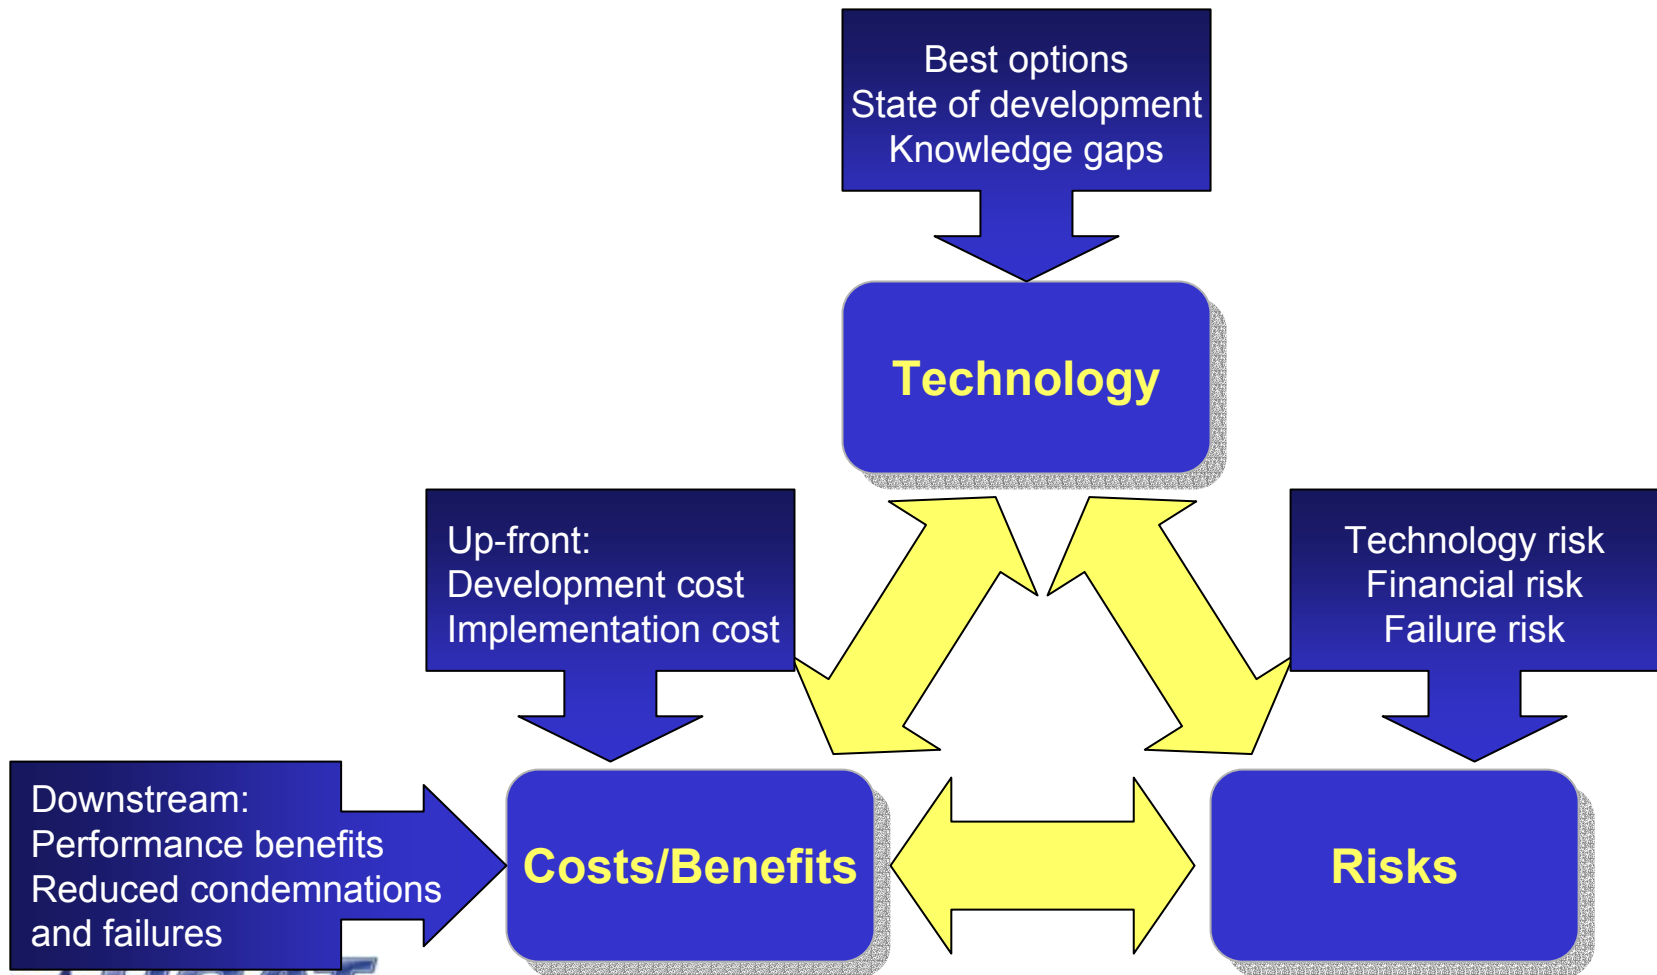 Best options
State of development
Knowledge gaps
Technology
Up-front:
Development cost
Implementation cost
Technology risk
Financial risk
Failure risk
Downstream:
Performance benefits
Reduced condemnations
and failures
Costs/Benefits
Risks